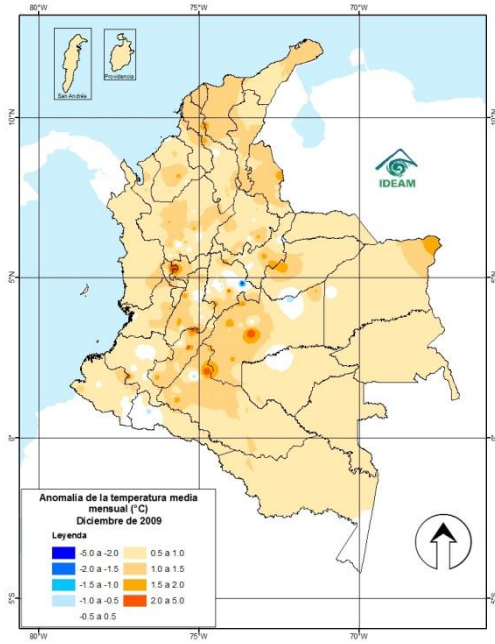 80°W 75°W 70°W
San Andrés
Providencia
10°N
IDEAM
5°N
0°
5°S
Anomalia de la temperatura media
mensual (°C)
Diciembre de 2009
Leyenda
-5.0 a -2.0 0.5 a 1.0
-2.0 a -1.5 1.0 a 1.5
-1.5 a -1.0 1.5 a 2.0
-1.0 a -0.5 2.0 a 5.0
-0.5 a 0.5
80°W 75°W 70°W